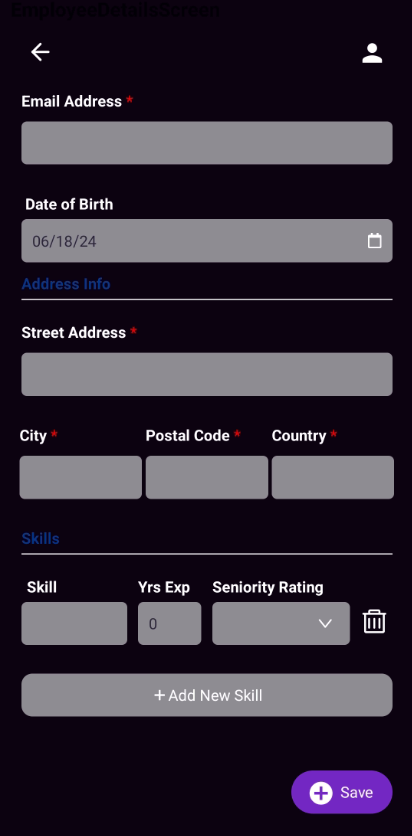 EmployeeDetailsScreen
Email Address *
Date of Birth
06/18/24
Address Info
Street Address *
City * Postal Code * Country *
Skills
Skill Yrs Exp Seniority Rating
0
+ Add New Skill
Save